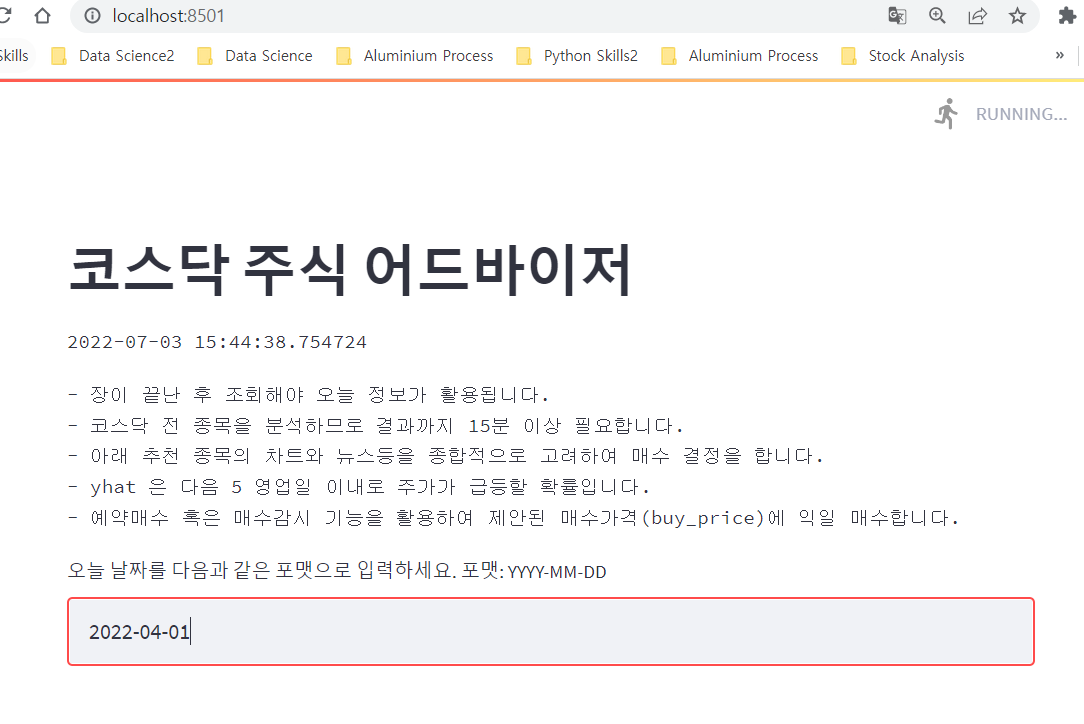 localhost:8501
Skills Data Science2 Data Science Aluminium Process Python Skills2 Aluminium Process Stock Analysis »
RUNNING...
코스닥 주식 어드바이저
2022-07-03 15:44:38.754724
- 장이 끝난 후 조회해야 오늘 정보가 활용됩니다.
- 코스닥 전 종목을 분석하므로 결과까지 15분 이상 필요합니다.
- 아래 추천 종목의 차트와 뉴스등을 종합적으로 고려하여 매수 결정을 합니다.
- yhat 은 다음 5 영업일 이내로 주가가 급등할 확률입니다.
- 예약매수 혹은 매수감시 기능을 활용하여 제안된 매수가격(buy_price)에 익일 매수합니다.
오늘 날짜를 다음과 같은 포맷으로 입력하세요. 포맷: YYYY-MM-DD
2022-04-01